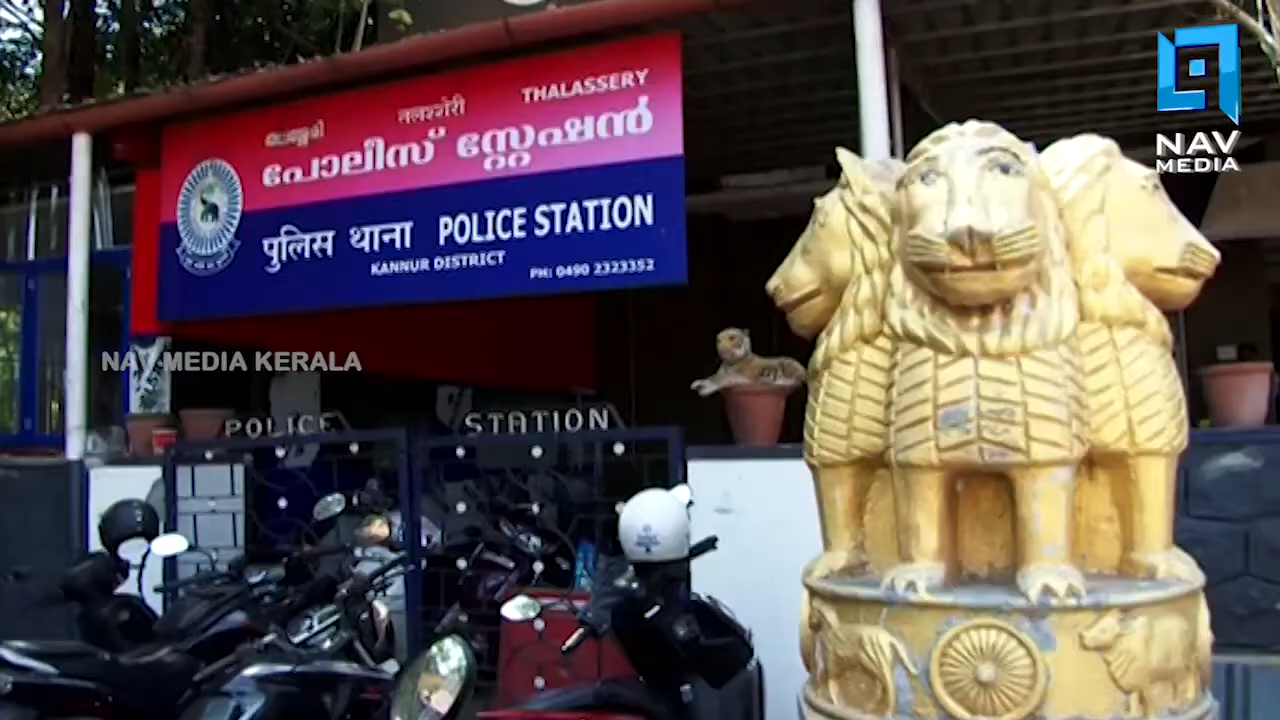 NAV
MEDIA
തലശ്ശേരി तलश्शेरी THALASSERY
പോലീസ് സ്റ്റേഷൻ
पुलिस थाना POLICE STATION
KANNUR DISTRICT
PH: 0490 2323352
NAV MEDIA KERALA
POLICE STATION